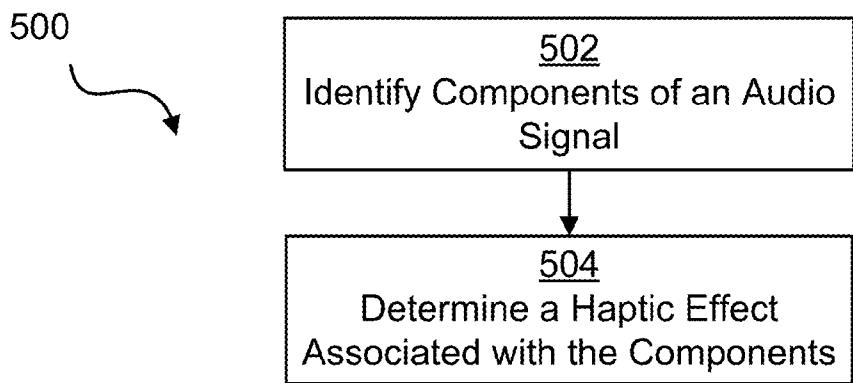 500
502
Identify Components of an Audio
Signal
504
Determine a Haptic Effect
Associated with the Components